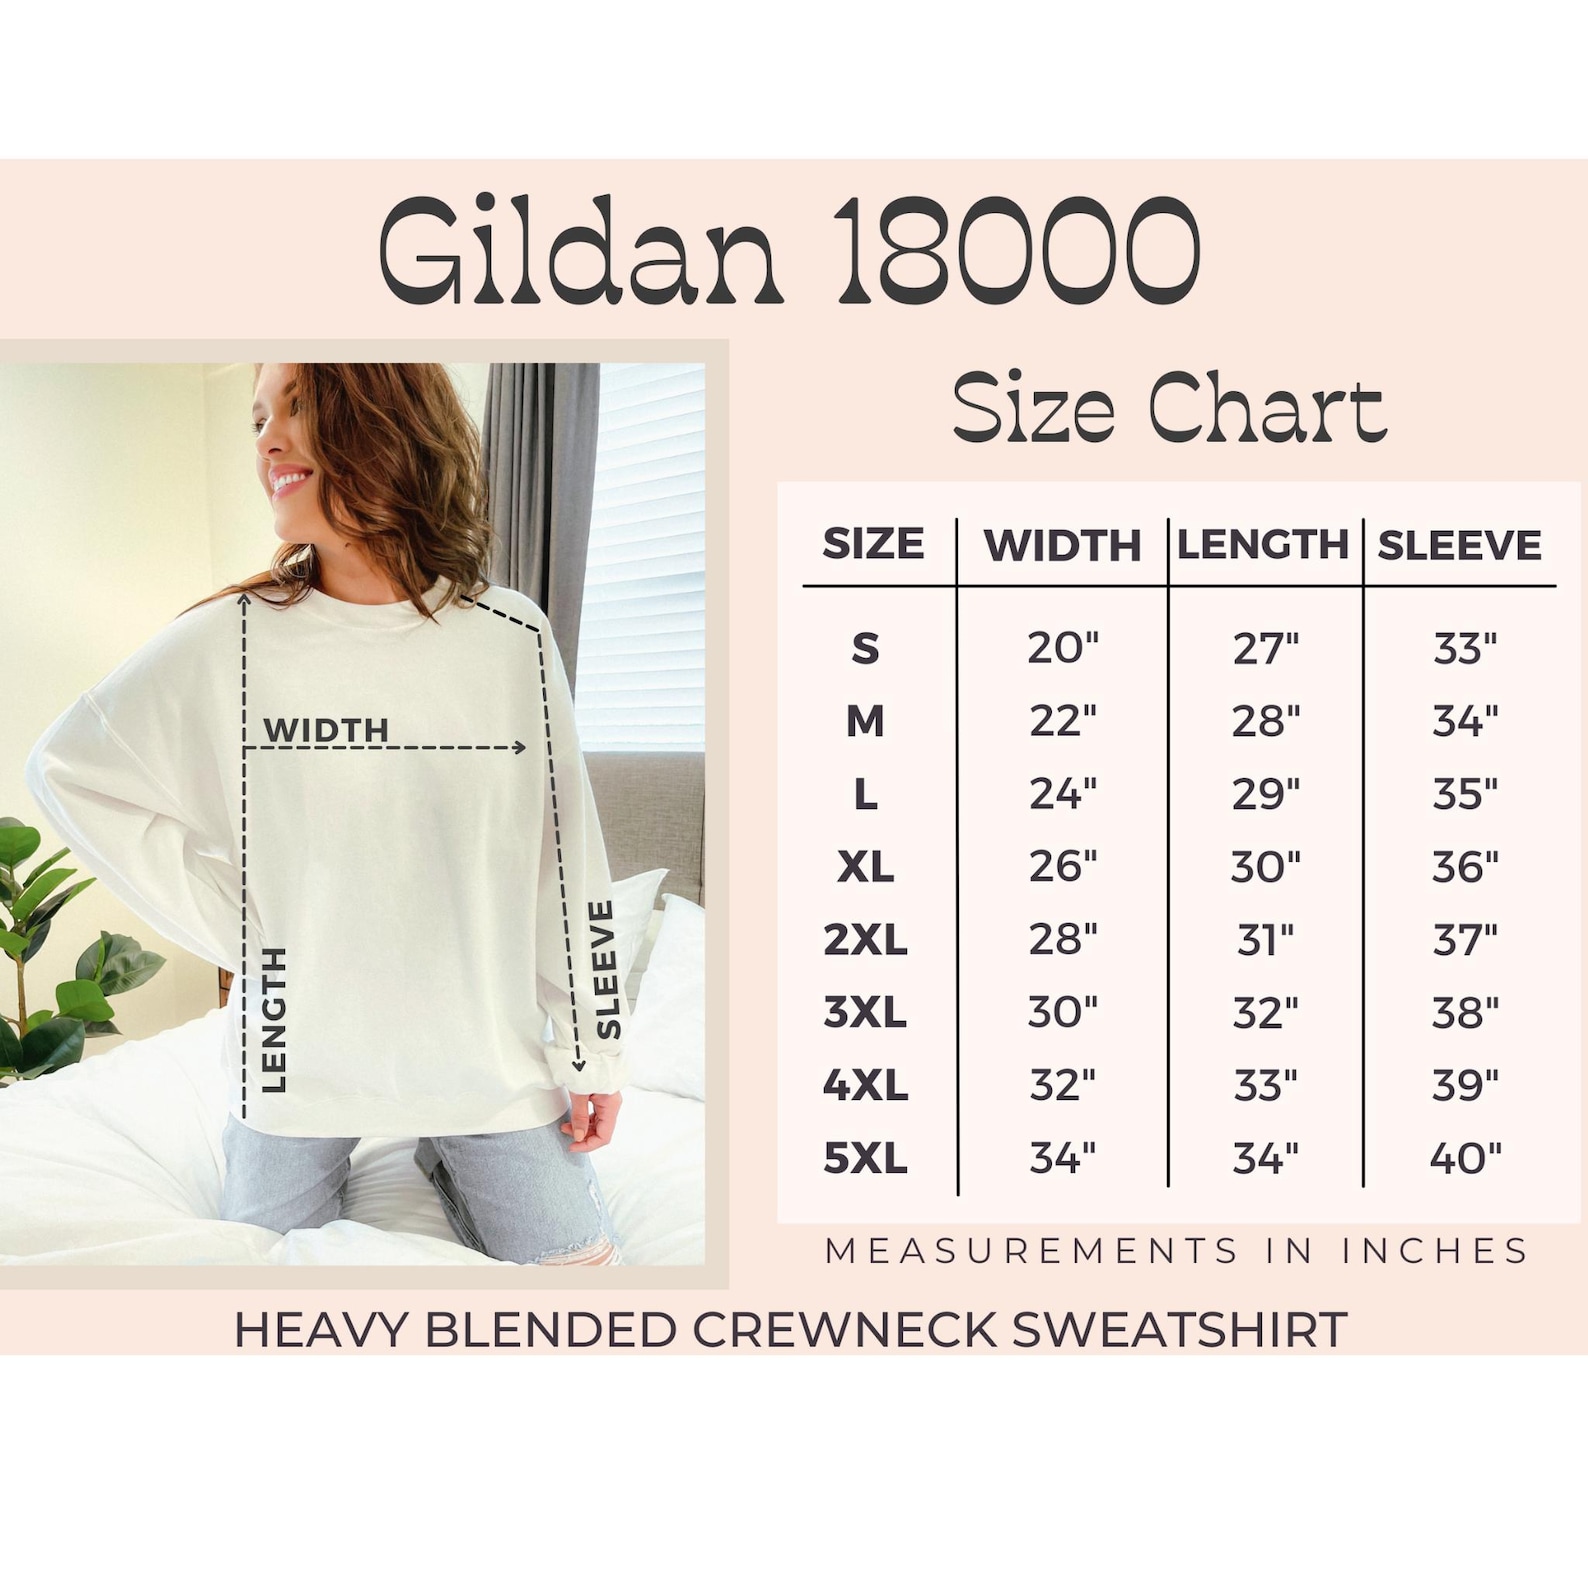 Gildan 18000
Size Chart
WIDTH
LENGTH
SLEEVE
SIZE WIDTH LENGTH SLEEVE
S 20" 27" 33"
M 22" 28" 34"
L 24" 29" 35"
XL 26" 30" 36"
2XL 28" 31" 37"
3XL 30" 32" 38"
4XL 32" 33" 39"
5XL 34" 34" 40"
MEASUREMENTS IN INCHES
HEAVY BLENDED CREWNECK SWEATSHIRT